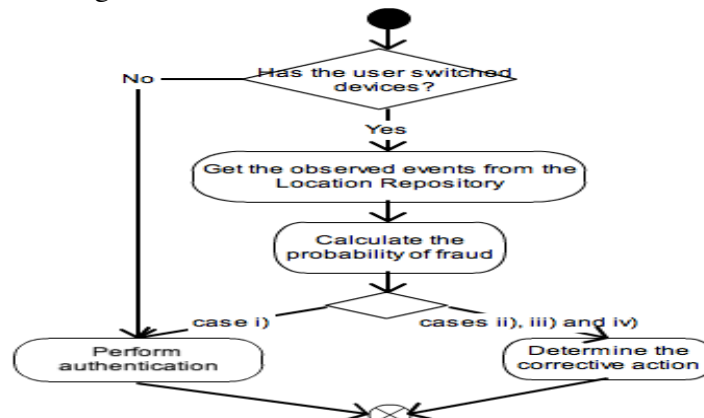 Has the user switched
devices?
No
Yes
Get the observed events from the
Location Repository
Calculate the
probability of fraud
case i)
cases ii), iii) and iv)
Perform
authentication
Determine the
corrective action